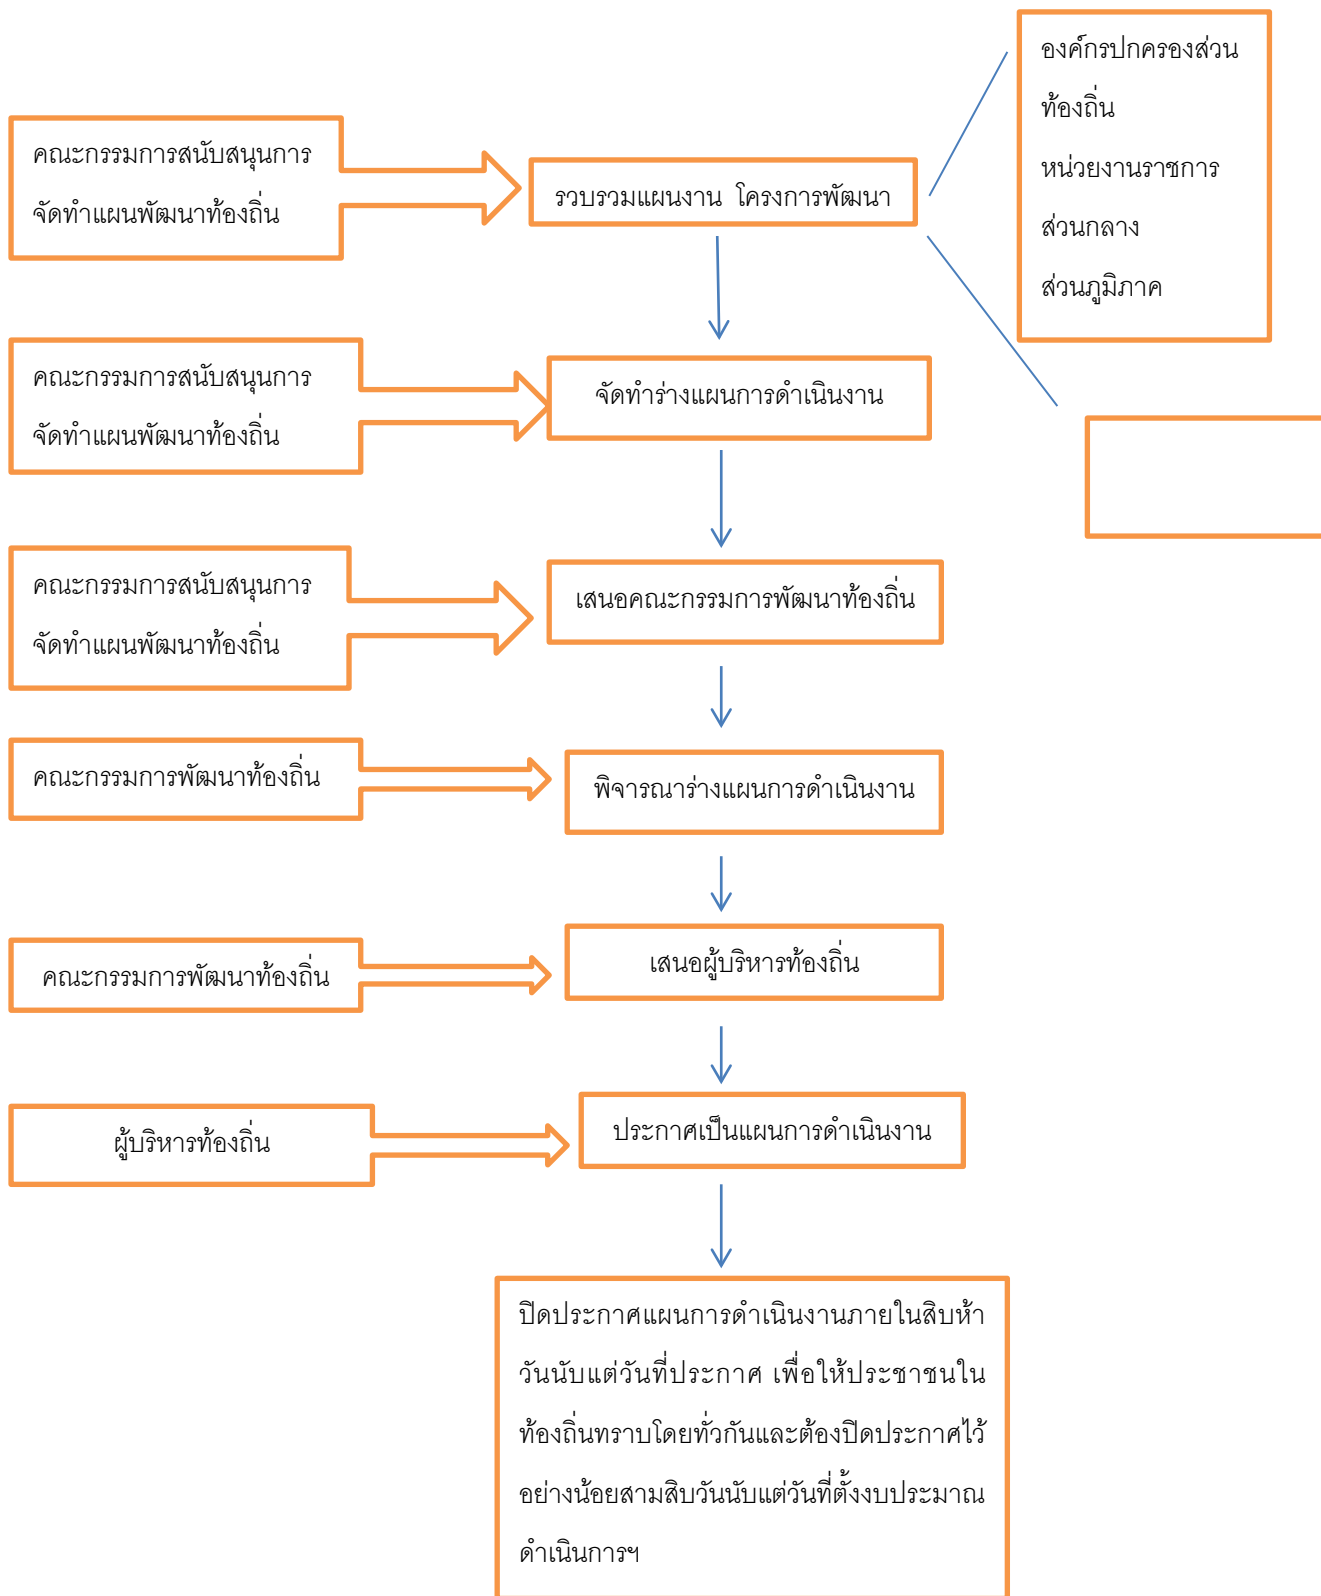 องค์กรปกครองส่วน
ท้องถิ่น
หน่วยงานราชการ
ส่วนกลาง
ส่วนภูมิภาค
คณะกรรมการสนับสนุนการ
จัดทำแผนพัฒนาท้องถิ่น
รวบรวมแผนงาน โครงการพัฒนา
คณะกรรมการสนับสนุนการ
จัดทำแผนพัฒนาท้องถิ่น
จัดทำร่างแผนการดำเนินงาน
คณะกรรมการสนับสนุนการ
จัดทำแผนพัฒนาท้องถิ่น
เสนอคณะกรรมการพัฒนาท้องถิ่น
คณะกรรมการพัฒนาท้องถิ่น
พิจารณาร่างแผนการดำเนินงาน
คณะกรรมการพัฒนาท้องถิ่น
เสนอผู้บริหารท้องถิ่น
ผู้บริหารท้องถิ่น
ประกาศเป็นแผนการดำเนินงาน
ปิดประกาศแผนการดำเนินงานภายในสิบห้า
วันนับแต่วันที่ประกาศ เพื่อให้ประชาชนใน
ท้องถิ่นทราบโดยทั่วกันและต้องปิดประกาศไว้
อย่างน้อยสามสิบวันนับแต่วันที่ตั้งงบประมาณ
ดำเนินการฯ